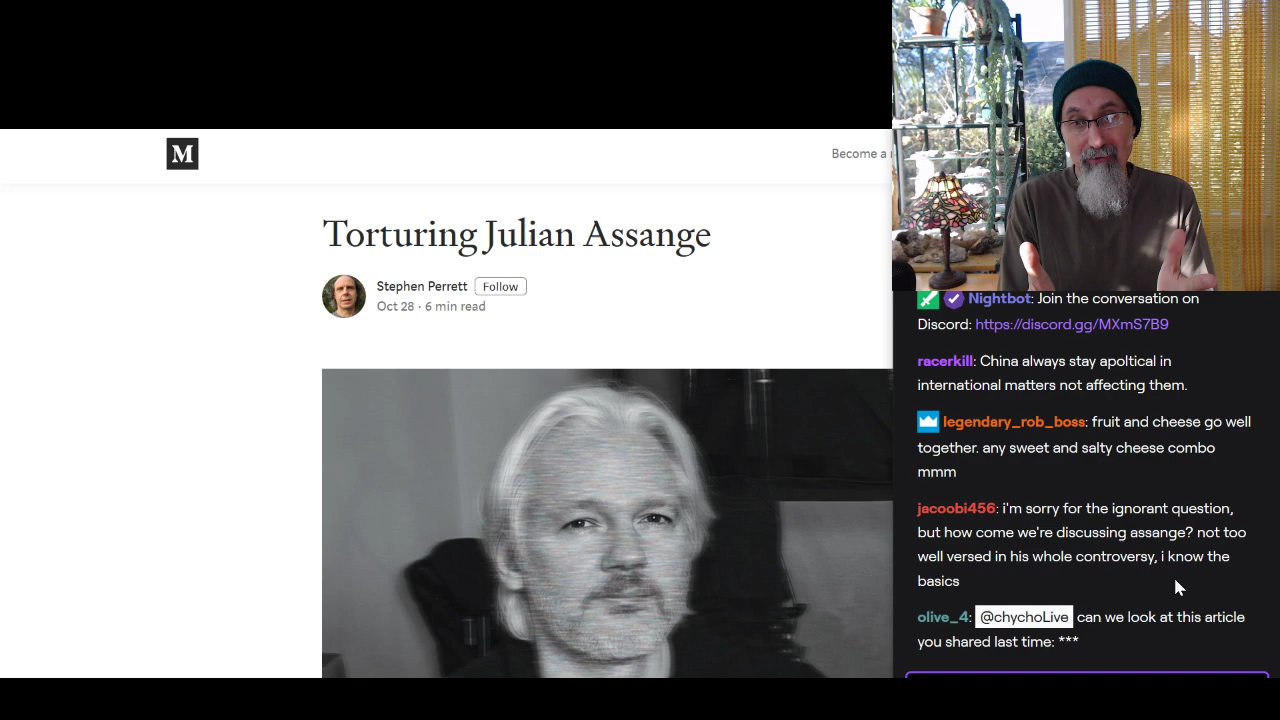 M
Become a
Torturing Julian Assange
Stephen Perrett Follow
Oct 28 · 6 min read
Nightbot: Join the conversation on
Discord: https://discord.gg/MXmS7B9
racerkill: China always stay apoltical in
international matters not affecting them.
legendary_rob_boss: fruit and cheese go well
together. any sweet and salty cheese combo
mmm
jacoobi456: i'm sorry for the ignorant question,
but how come we're discussing assange? not too
well versed in his whole controversy, i know the
basics
olive_4: @chychoLive can we look at this article
you shared last time: ***